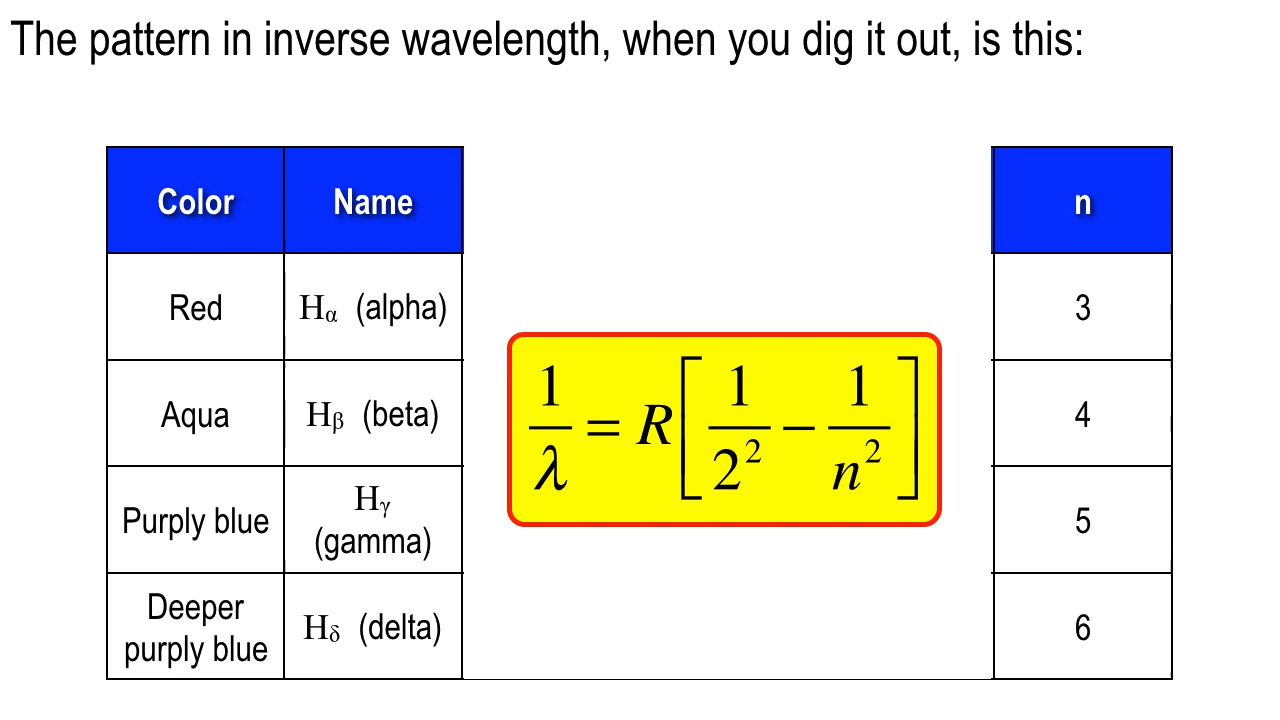 The pattern in inverse wavelength, when you dig it out, is this:
Color Name n
Red Hα (alpha) 3
Aqua Hβ (beta) 4
Purply blue Hγ (gamma) 5
Deeper purply blue Hδ (delta) 6
1/λ = R[1/2² − 1/n²]